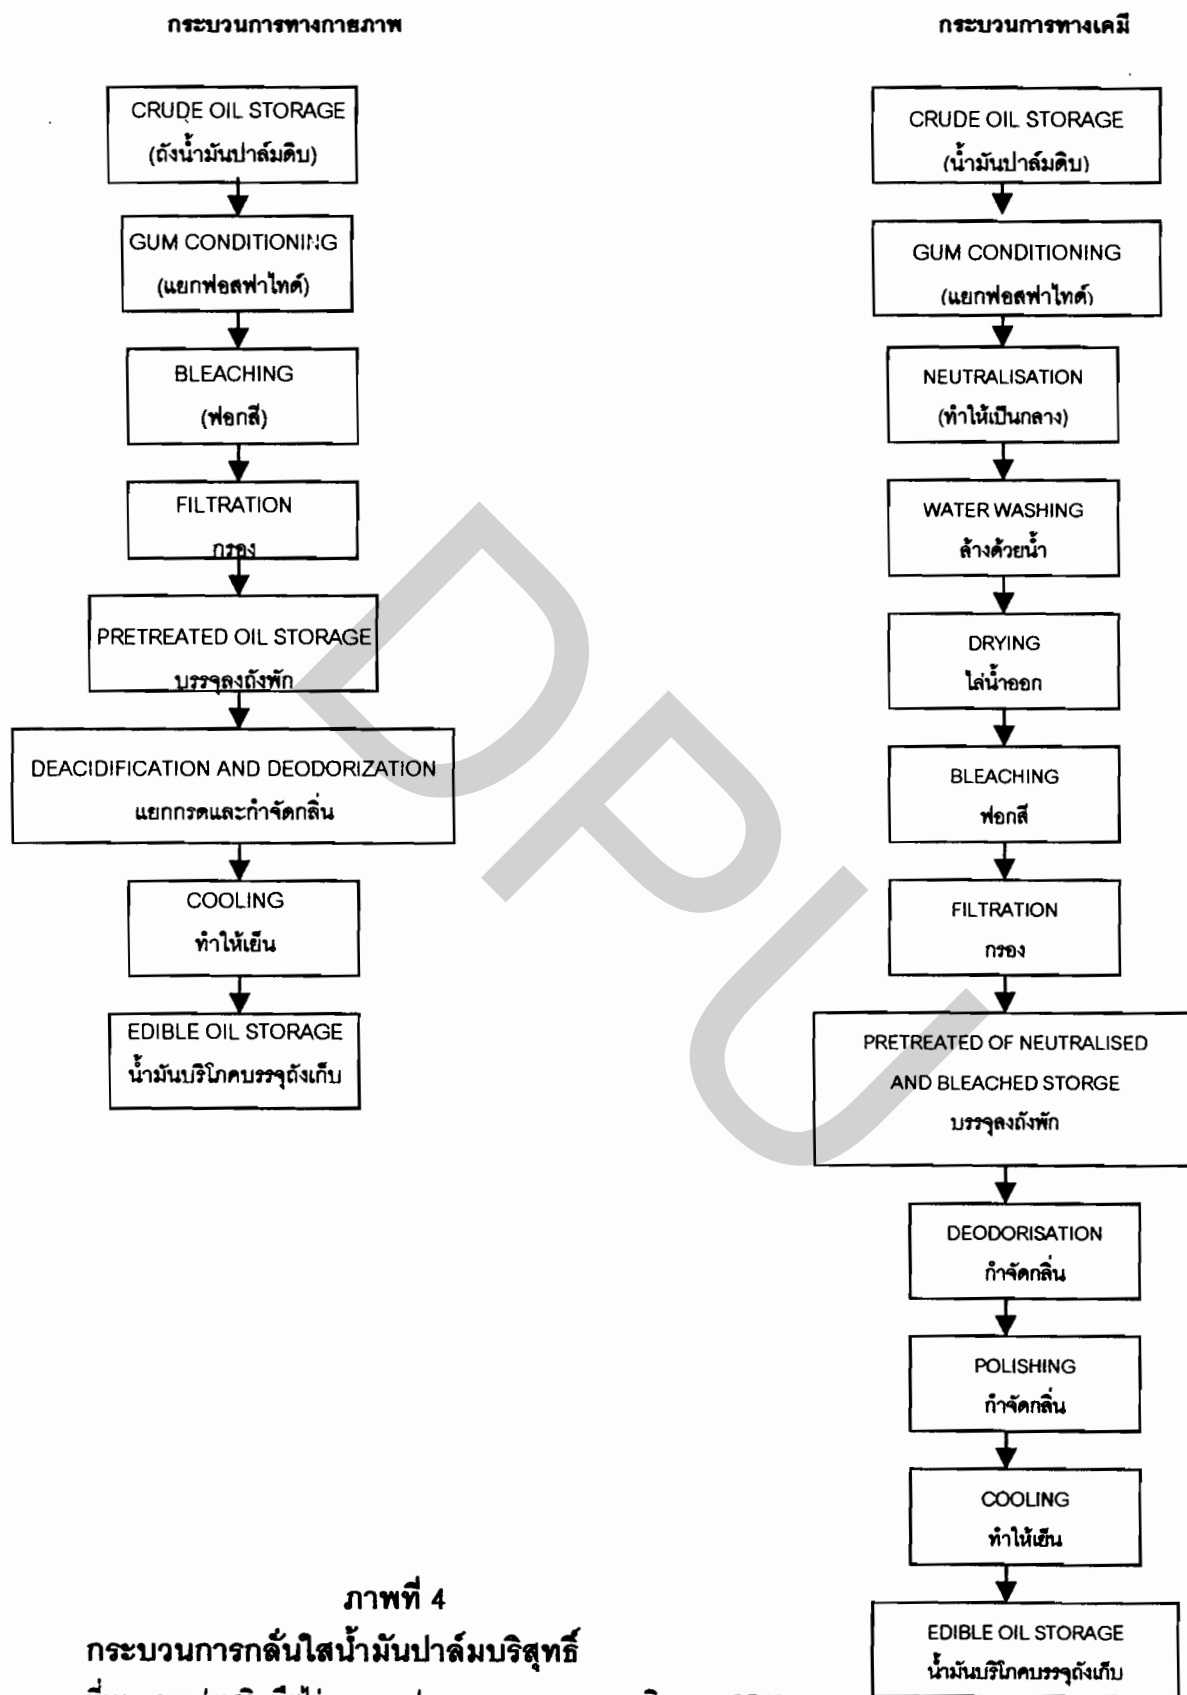 กระบวนการทางกายภาพ
CRUDE OIL STORAGE
(ถังน้ำมันปาล์มดิบ)
GUM CONDITIONING
(แยกฟอสฟาไทด์)
BLEACHING
(ฟอกสี)
FILTRATION
กรอง
PRETREATED OIL STORAGE
บรรจุลงถังพัก
DEACIDIFICATION AND DEODORIZATION
แยกกรดและกำจัดกลิ่น
COOLING
ทำให้เย็น
EDIBLE OIL STORAGE
น้ำมันบริโภคบรรจุถังเก็บ
กระบวนการทางเคมี
CRUDE OIL STORAGE
(น้ำมันปาล์มดิบ)
GUM CONDITIONING
(แยกฟอสฟาไทด์)
NEUTRALISATION
(ทำให้เป็นกลาง)
WATER WASHING
ล้างด้วยน้ำ
DRYING
ไล่น้ำออก
BLEACHING
ฟอกสี
FILTRATION
กรอง
PRETREATED OF NEUTRALISED
AND BLEACHED STORGE
บรรจุลงถังพัก
DEODORISATION
กำจัดกลิ่น
POLISHING
กำจัดกลิ่น
COOLING
ทำให้เย็น
EDIBLE OIL STORAGE
น้ำมันบริโภคบรรจุถังเก็บ
DPU
ภาพที่ 4
กระบวนการกลั่นใสน้ำมันปาล์มบริสุทธิ์